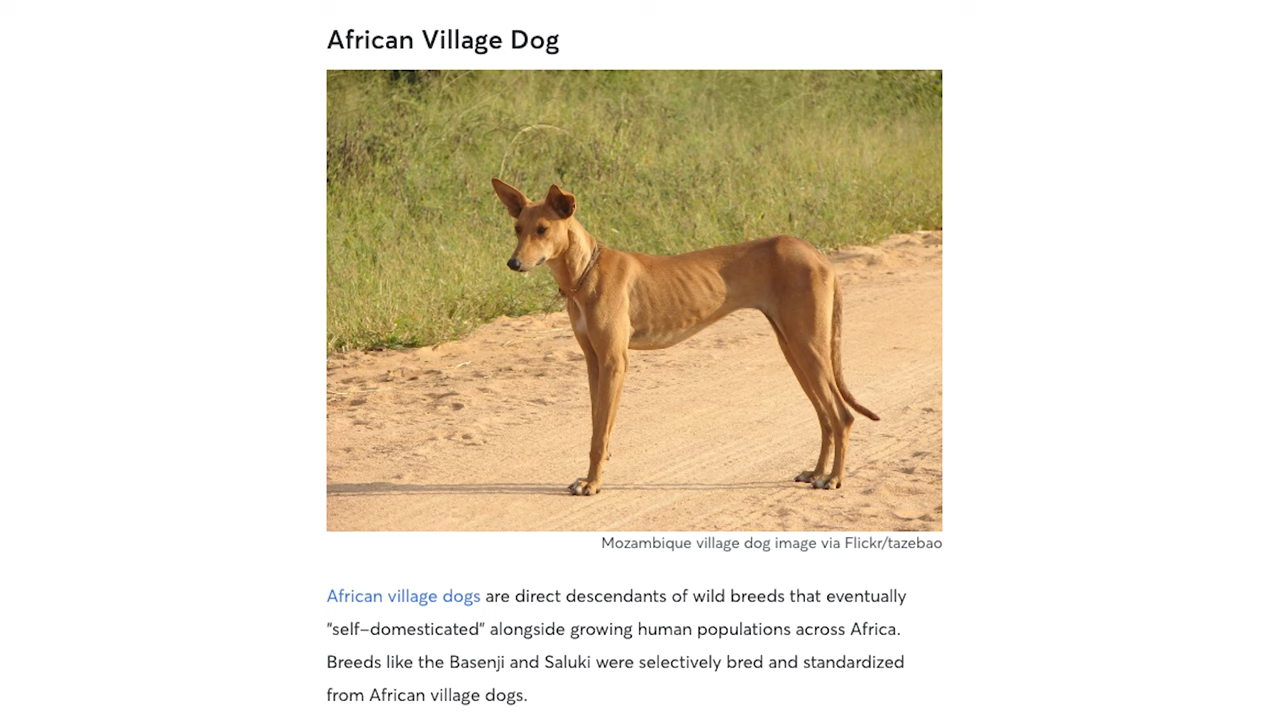 African Village Dog
Mozambique village dog image via Flickr/tazebao
African village dogs are direct descendants of wild breeds that eventually
"self-domesticated" alongside growing human populations across Africa.
Breeds like the Basenji and Saluki were selectively bred and standardized
from African village dogs.